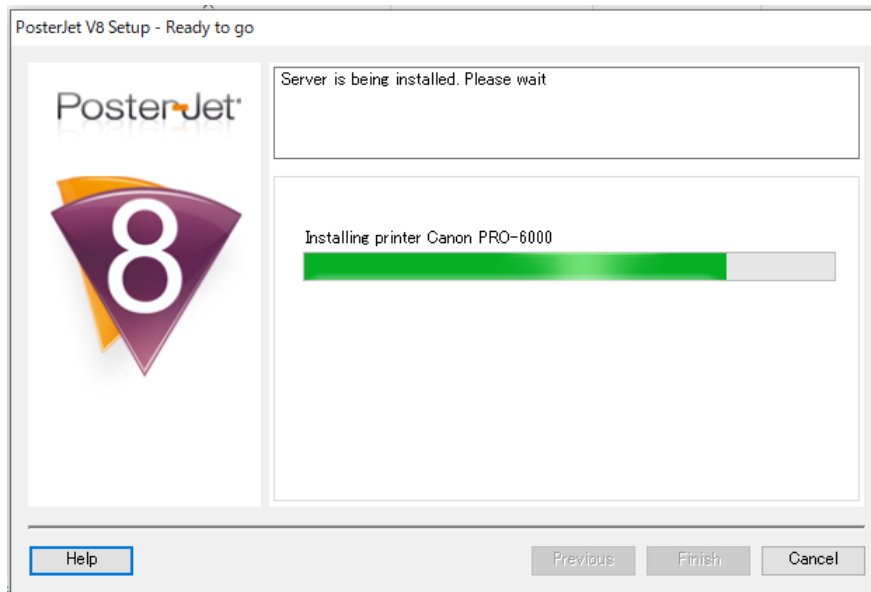 PosterJet V8 Setup - Ready to go
PosterJet
8
Server is being installed. Please wait
Installing printer Canon PRO-6000
Help
Previous
Finish
Cancel